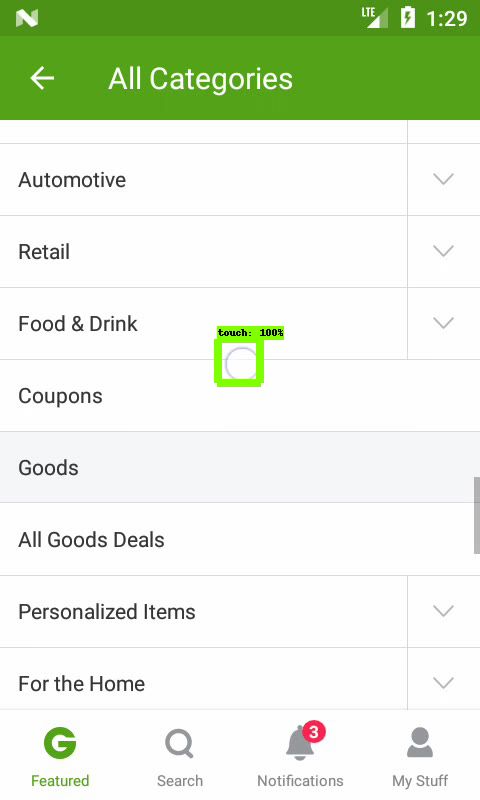 LTE 1:29
All Categories
Automotive
Retail
Food & Drink
touch: 100%
Coupons
Goods
All Goods Deals
Personalized Items
For the Home
3
Featured Search Notifications My Stuff